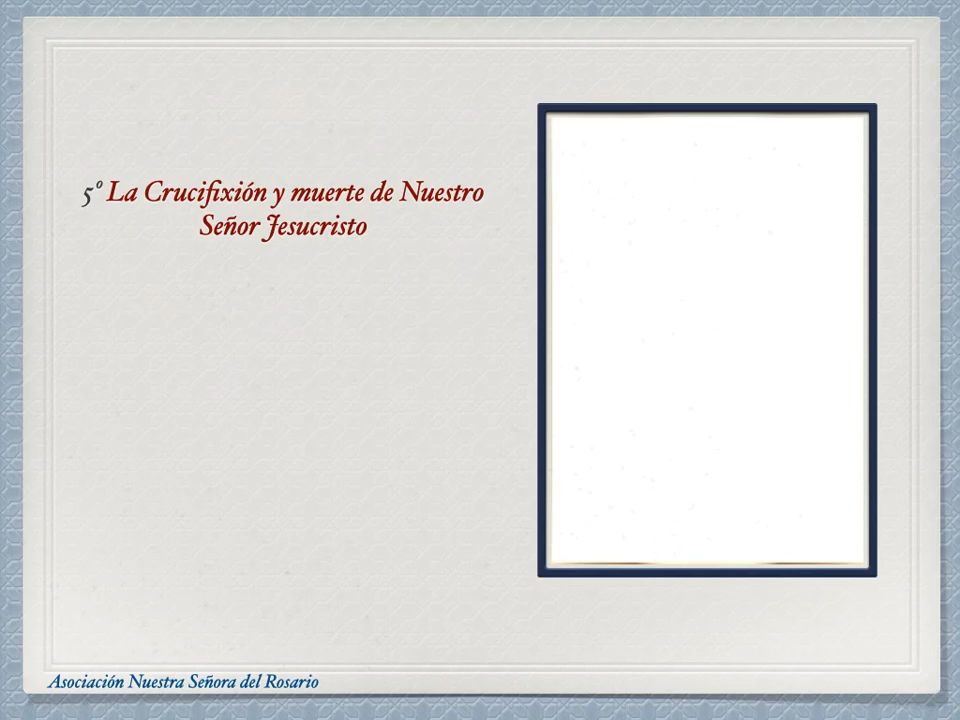 5º La Crucifixión y muerte de Nuestro
Señor Jesucristo
Asociación Nuestra Señora del Rosario